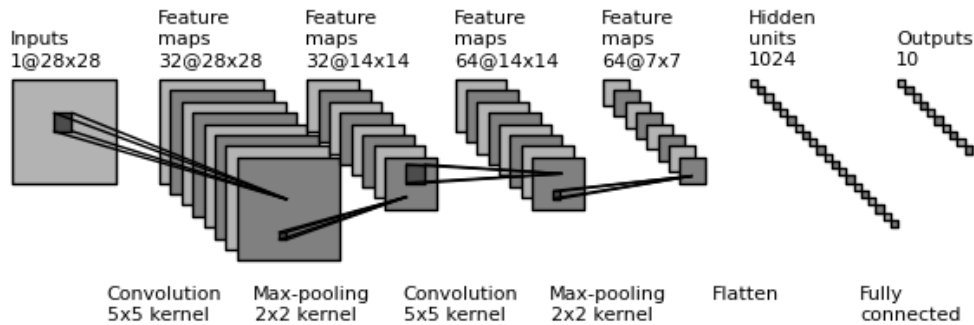 Inputs
1@28x28
Feature
maps
32@28x28
Feature
maps
32@14x14
Feature
maps
64@14x14
Feature
maps
64@7x7
Hidden
units
1024
Outputs
10
Convolution
5x5 kernel
Max-pooling
2x2 kernel
Convolution
5x5 kernel
Max-pooling
2x2 kernel
Flatten
Fully
connected